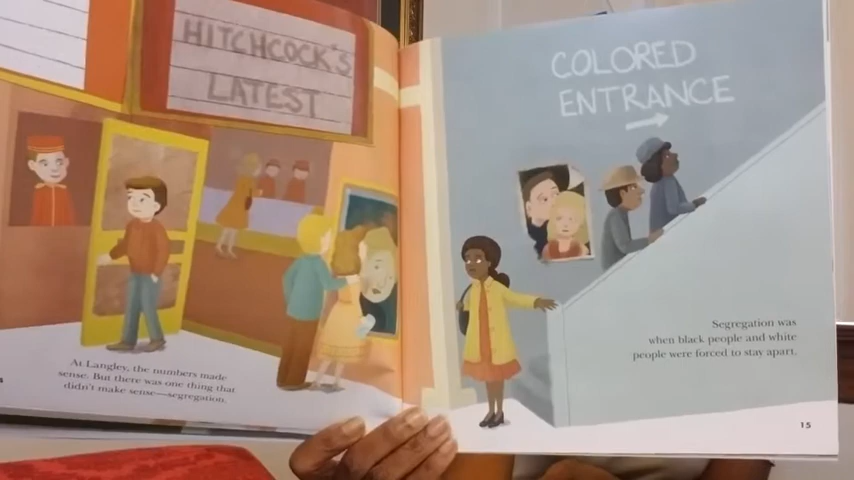 HITCHCOCK'S
LATEST
At Langley, the numbers made
sense. But there was one thing that
didn't make sense—segregation.
COLORED
ENTRANCE
Segregation was
when black people and white
people were forced to stay apart.
15